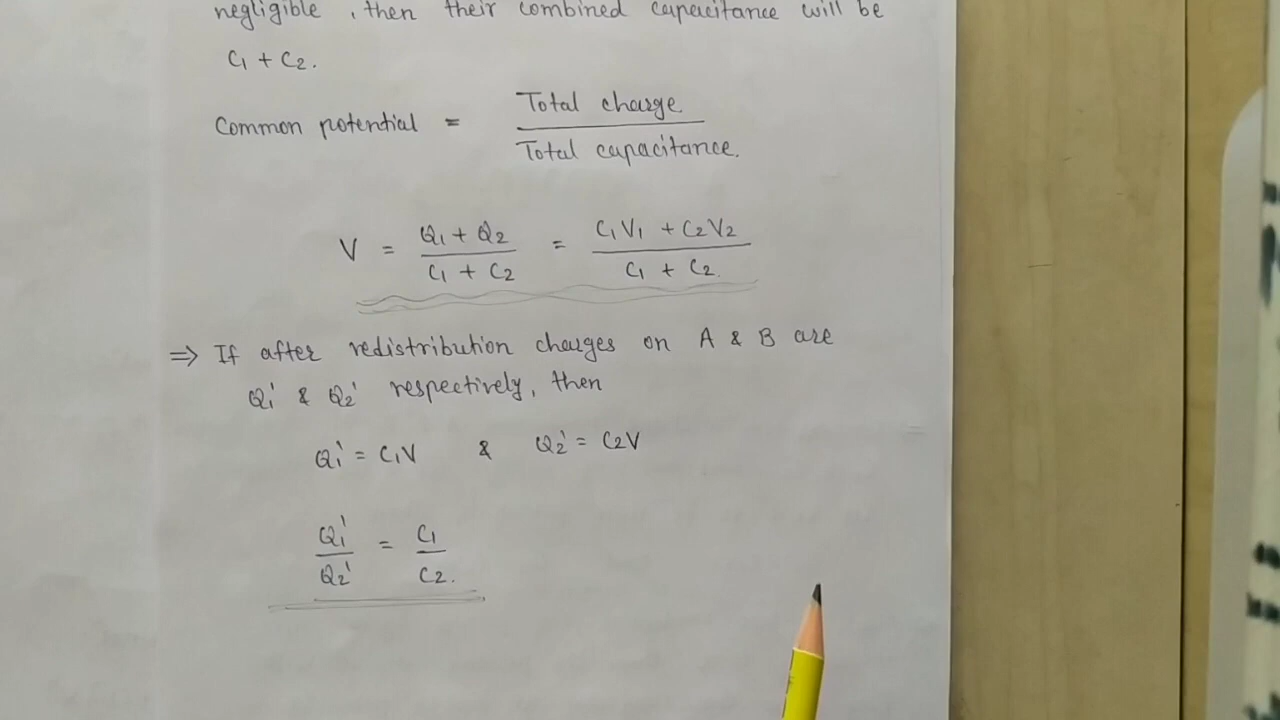 negligible, then their combined capacitance will be
C1 + C2.
Common potential = Total charge / Total capacitance.
V = Q1 + Q2 / C1 + C2 = C1V1 + C2V2 / C1 + C2.
⇒ If after redistribution charges on A & B are
Q1' & Q2' respectively, then
Q1' = C1V & Q2' = C2V
Q1' / Q2' = C1 / C2.